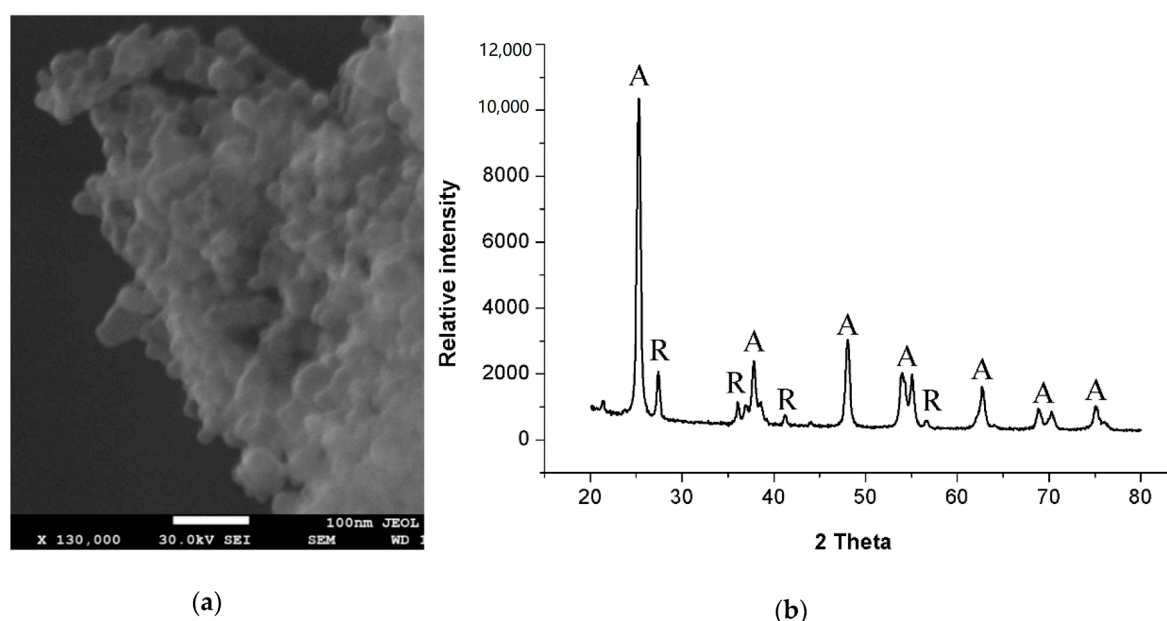 100nm JEOL
X 130,000 30.0kV SEI SEM WD 1
(a)
12,000
10,000
8000
6000
4000
2000
0
Relative intensity
A
R
R
A
R
A
A
R
A
A
A
20 30 40 50 60 70 80
2 Theta
(b)